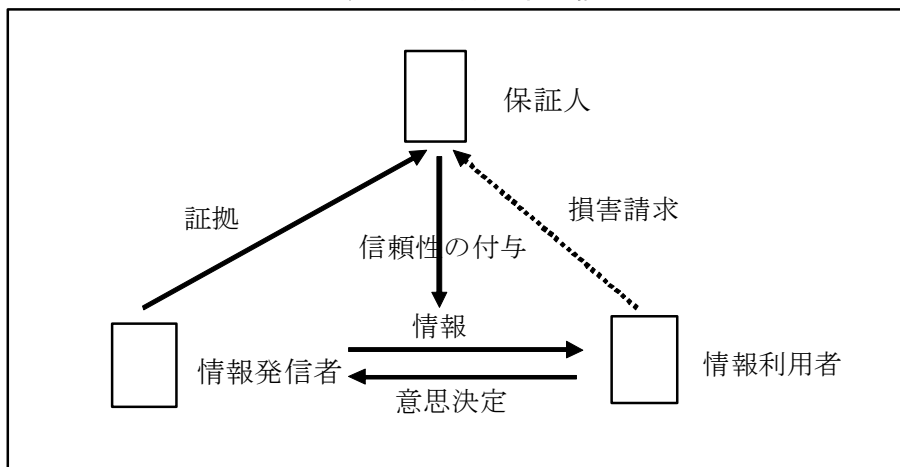 保証人
証拠
損害請求
信頼性の付与
情報
情報発信者
情報利用者
意思決定